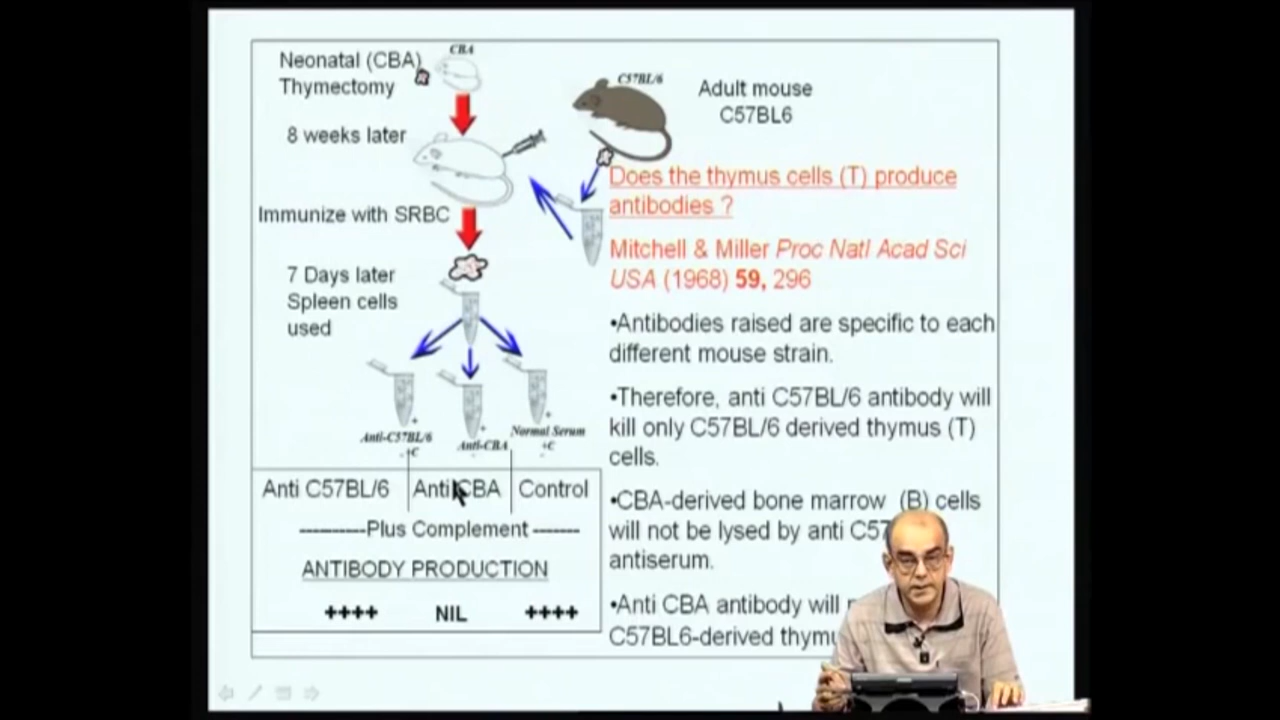 Neonatal (CBA)
Thymectomy
CBA
C57BL/6
Adult mouse
C57BL6
8 weeks later
Immunize with SRBC
7 Days later
Spleen cells
used
+
Anti-C57BL/6
+C
+
Anti-CBA
+
Normal Serum
+C
Anti C57BL/6
Anti CBA
Control
----------Plus Complement -------
ANTIBODY PRODUCTION
++++ NIL ++++
Does the thymus cells (T) produce
antibodies ?
Mitchell & Miller Proc Natl Acad Sci
USA (1968) 59, 296
•Antibodies raised are specific to each
different mouse strain.
•Therefore, anti C57BL/6 antibody will
kill only C57BL/6 derived thymus (T)
cells.
•CBA-derived bone marrow (B) cells
will not be lysed by anti
antiserum.
•Anti CBA antibody will
C57BL6-derived